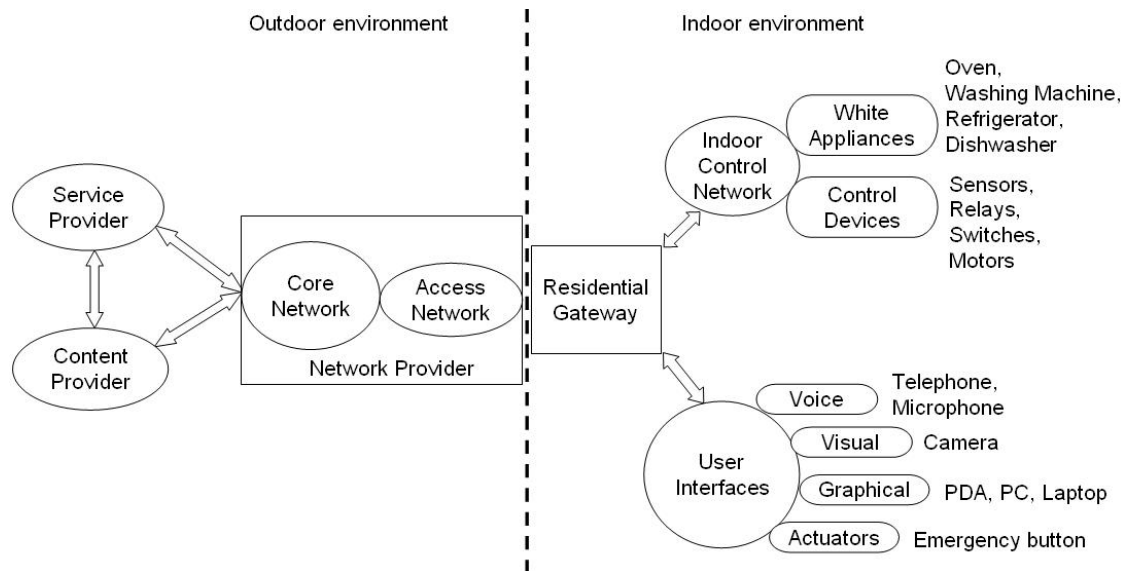 Outdoor environment
Indoor environment
Service
Provider
Content
Provider
Core
Network
Access
Network
Network Provider
Residential
Gateway
Indoor
Control
Network
White
Appliances
Oven,
Washing Machine,
Refrigerator,
Dishwasher
Control
Devices
Sensors,
Relays,
Switches,
Motors
User
Interfaces
Voice
Telephone,
Microphone
Visual
Camera
Graphical
PDA, PC, Laptop
Actuators
Emergency button